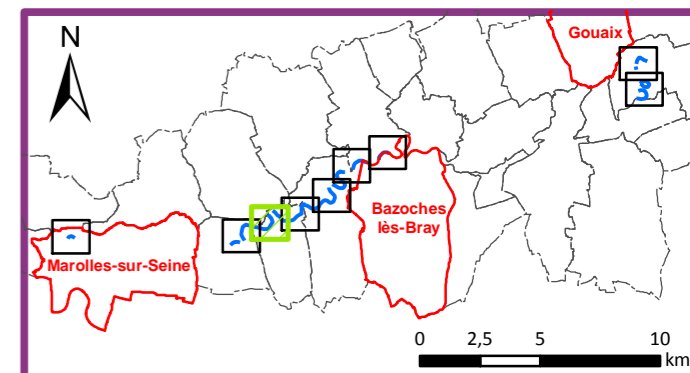 N
Gouaix
Bazoches
lès-Bray
Marolles-sur-Seine
0 2,5 5 10
km